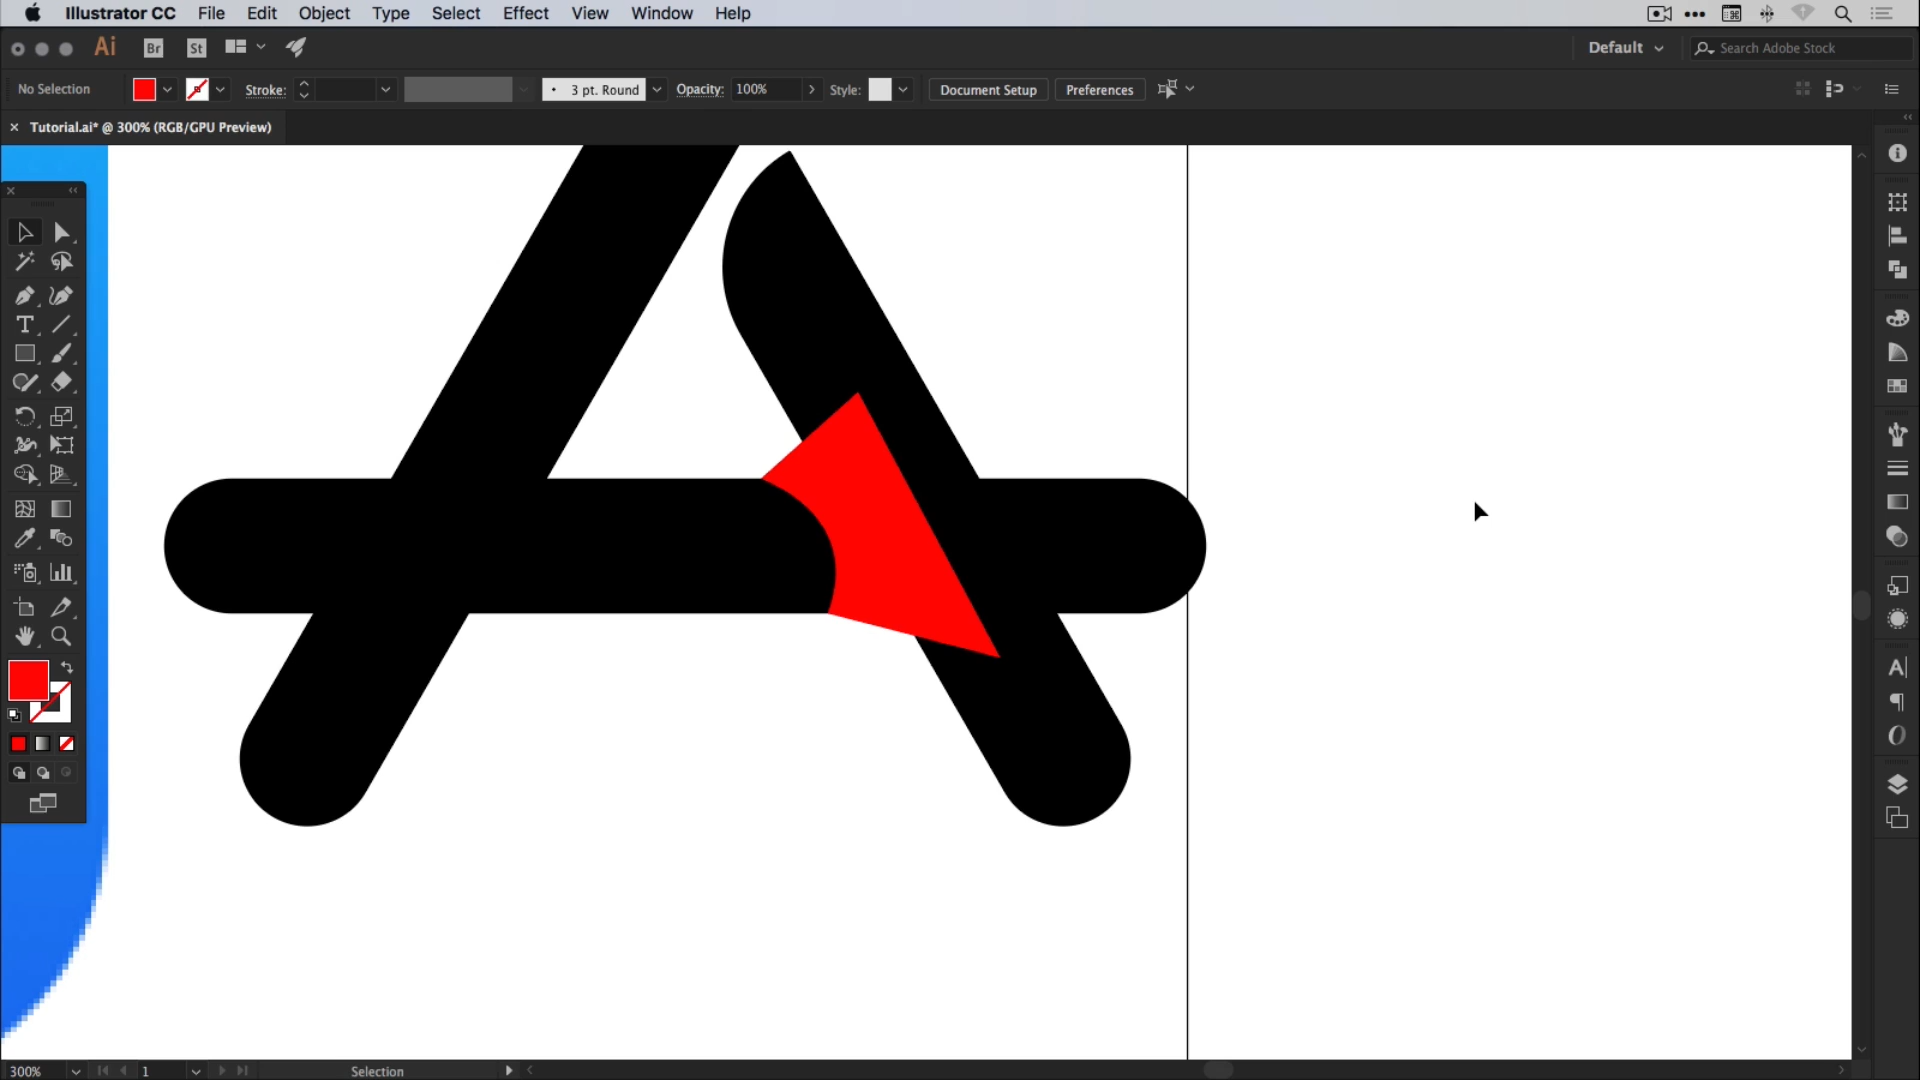 Illustrator CC File Edit Object Type Select Effect View Window Help
Ai Br St Default Search Adobe Stock
No Selection Stroke: 3 pt. Round Opacity: 100% Style: Document Setup Preferences
Tutorial.ai* @ 300% (RGB/GPU Preview)
300% 1 Selection